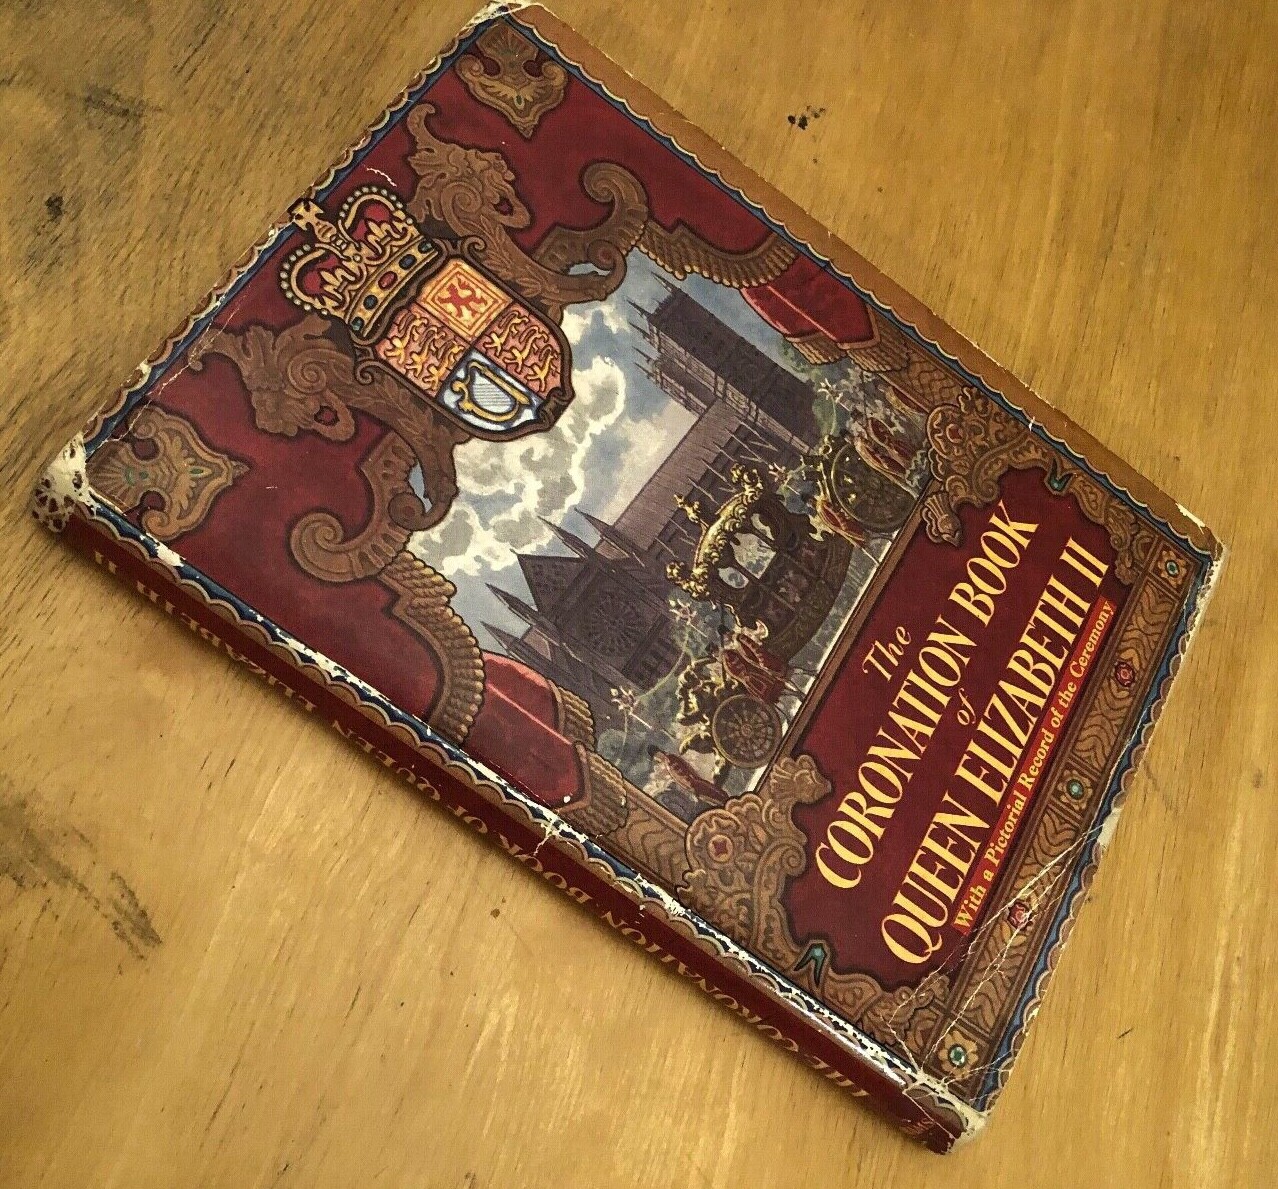 The
CORONATION BOOK
of
QUEEN ELIZABETH II
With a Pictorial Record of the Ceremony
THE CORONATION BOOK OF QUEEN ELIZABETH II